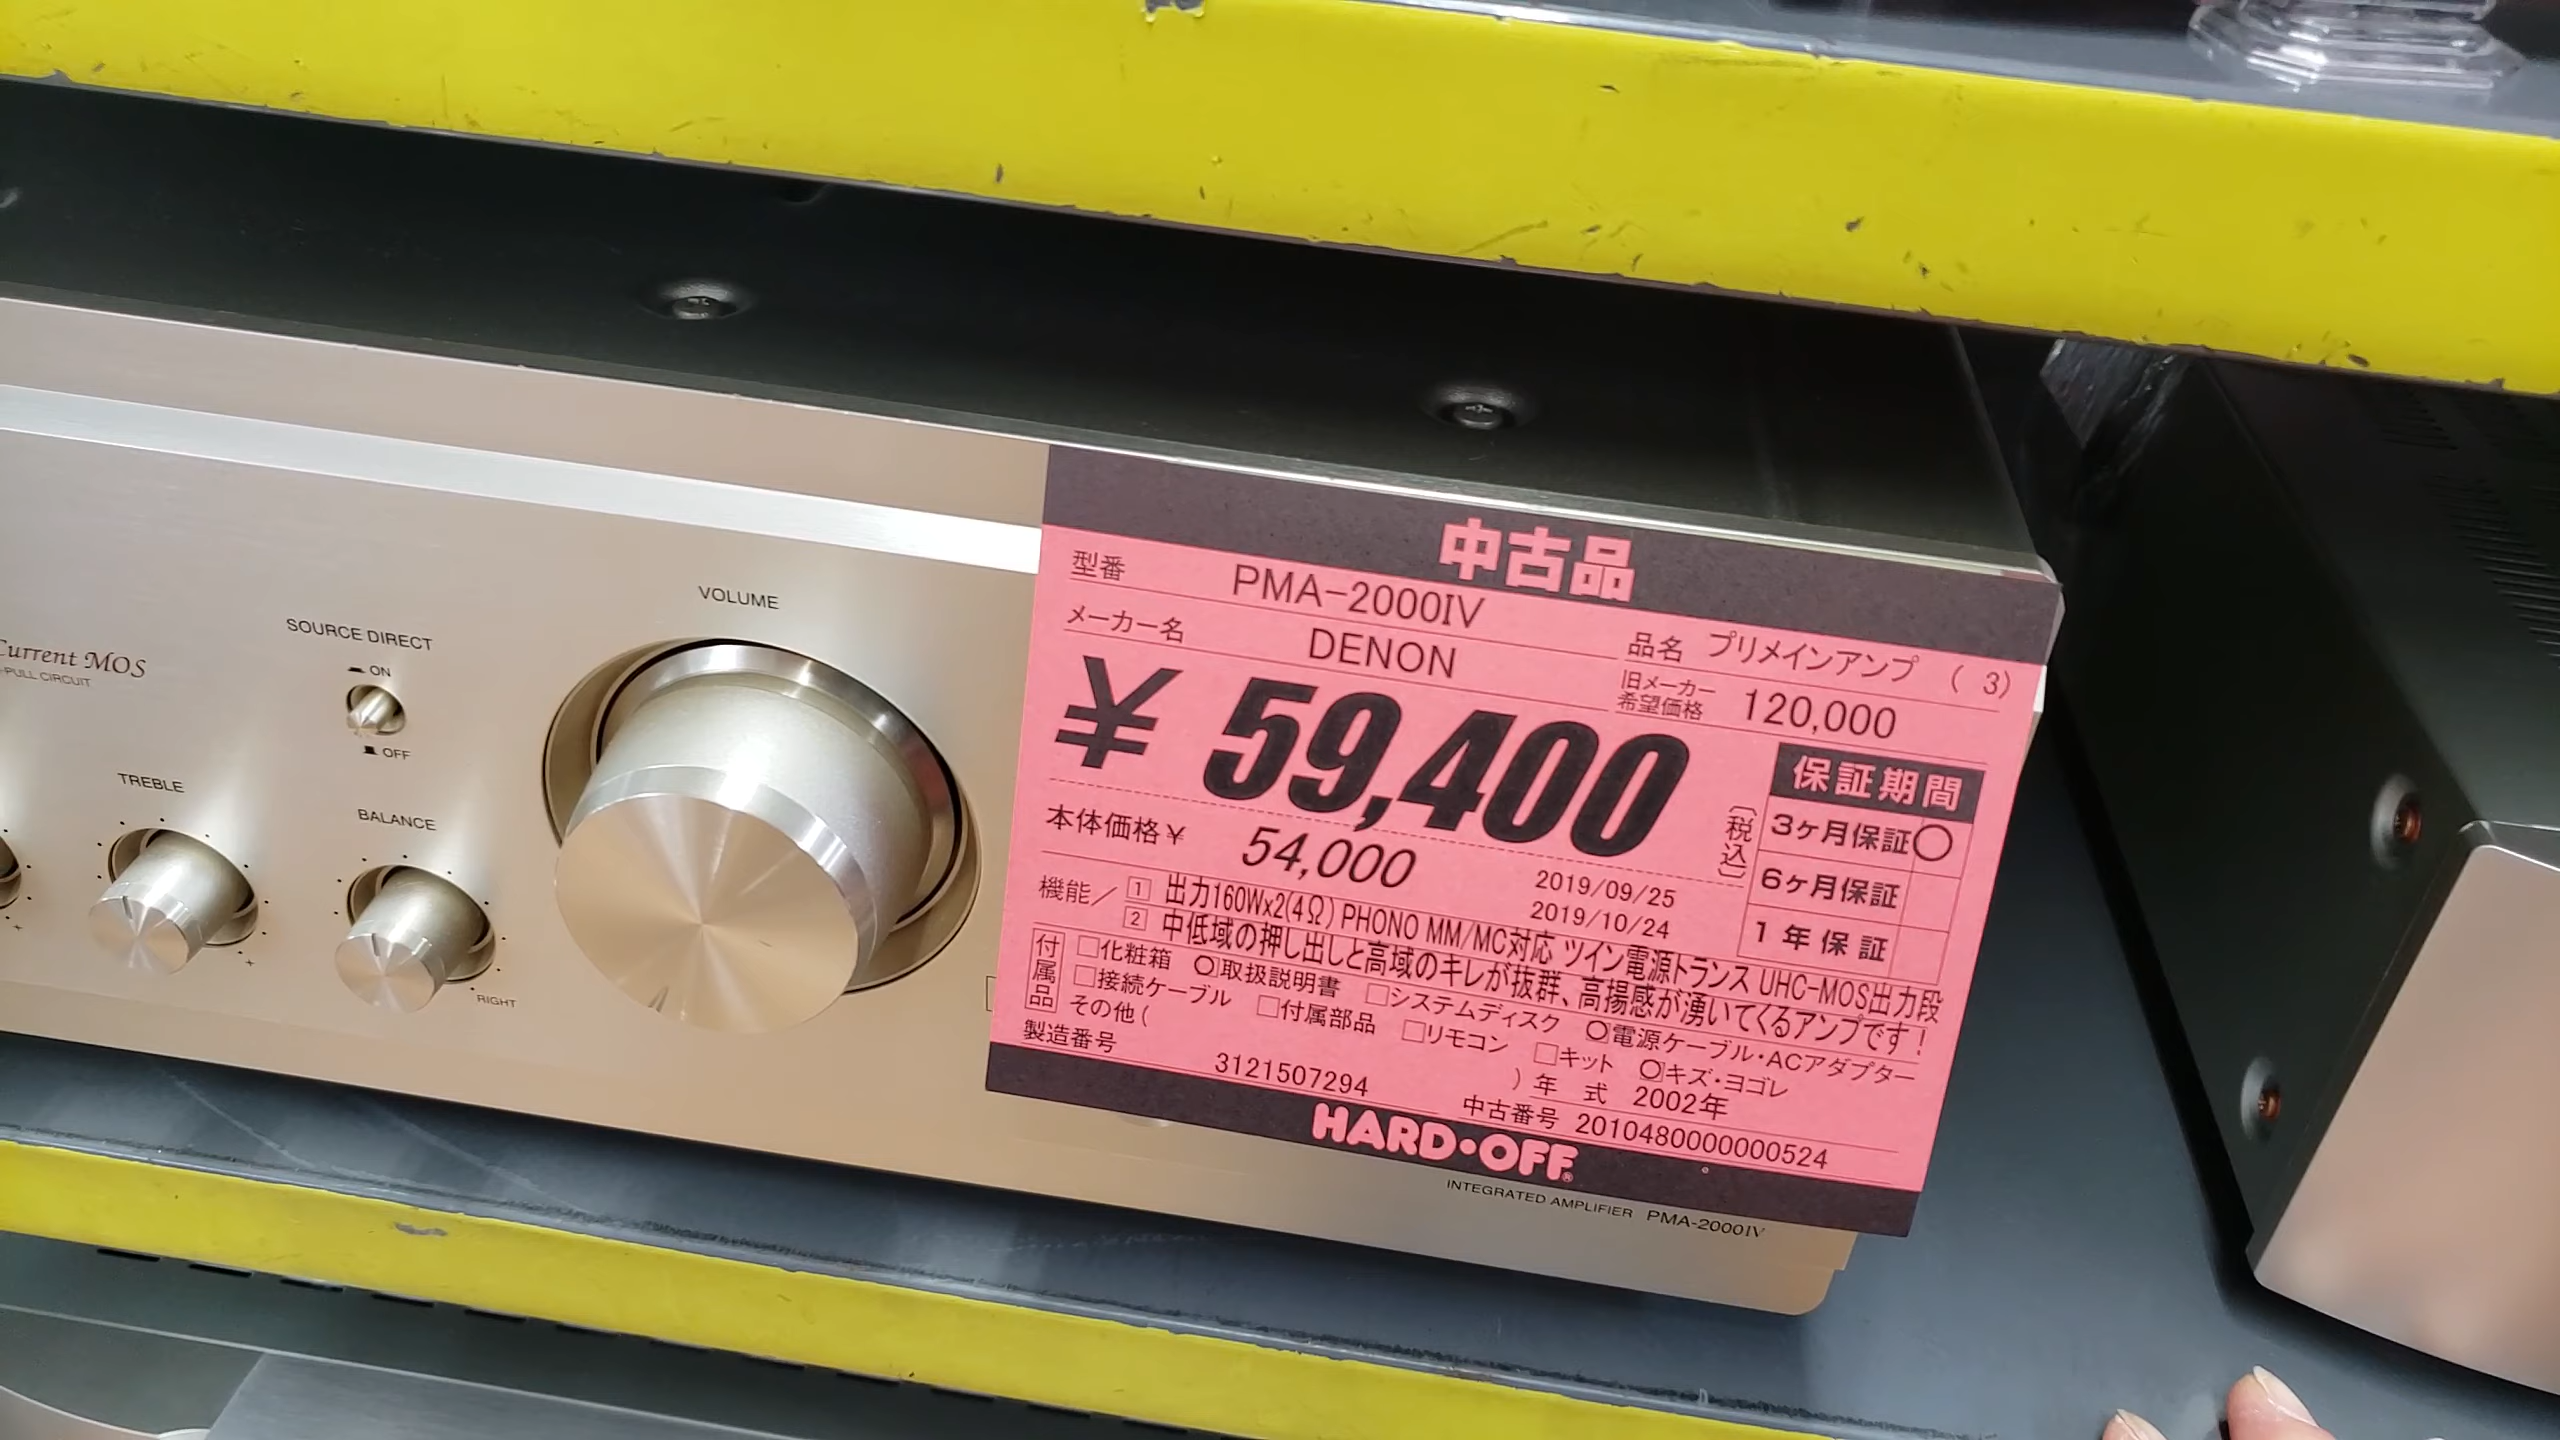 Current MOS
-PULL CIRCUIT
SOURCE DIRECT
ON
OFF
TREBLE
BALANCE
RIGHT
VOLUME
中古品
型番 PMA-2000IV
メーカー名 DENON
品名 プリメインアンプ ( 3)
旧メーカー
希望価格 120,000
¥ 59,400 〔税込〕
本体価格¥ 54,000
2019/09/25
2019/10/24
保証期間
3ヶ月保証○
6ヶ月保証
1年保証
機能/ 1 出力160Wx2(4Ω) PHONO MM/MC対応 ツイン電源トランス UHC-MOS出力段
2 中低域の押し出しと高域のキレが抜群、高揚感が湧いてくるアンプです!
付属品 □化粧箱 ○取扱説明書 □システムディスク ○電源ケーブル・ACアダプター
□接続ケーブル □付属部品 □リモコン □キット ○キズ・ヨゴレ
その他( ) 年式 2002年
製造番号 3121507294 中古番号 2010480000000524
HARD・OFF®
INTEGRATED AMPLIFIER PMA-2000IV